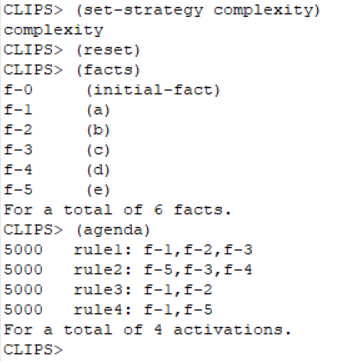 CLIPS> (set-strategy complexity)
complexity
CLIPS> (reset)
CLIPS> (facts)
f-0     (initial-fact)
f-1     (a)
f-2     (b)
f-3     (c)
f-4     (d)
f-5     (e)
For a total of 6 facts.
CLIPS> (agenda)
5000   rule1: f-1,f-2,f-3
5000   rule2: f-5,f-3,f-4
5000   rule3: f-1,f-2
5000   rule4: f-1,f-5
For a total of 4 activations.
CLIPS>